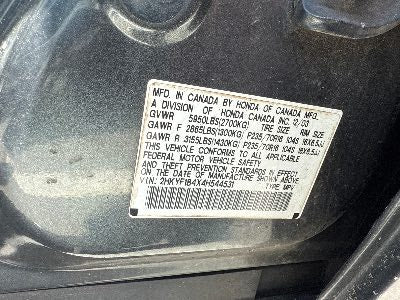 MFD. IN CANADA BY HONDA OF CANADA MFG.
A DIVISION OF HONDA CANADA INC. 12/03
GVWR 5950LBS(2700KG) TIRE SIZE RIM SIZE
GAWR F 2865LBS(1300KG) P235/70R16 104S 16X6.5JJ
GAWR R 3155LBS(1430KG) P235/70R16 104S 16X6.5JJ
THIS VEHICLE CONFORMS TO ALL APPLICABLE
FEDERAL MOTOR VEHICLE SAFETY
AND THEFT PREVENTION STANDARDS IN EFFECT
ON THE DATE OF MANUFACTURE SHOWN ABOVE.
VIN: 2HKYF184X4H544531
TYPE: MPV